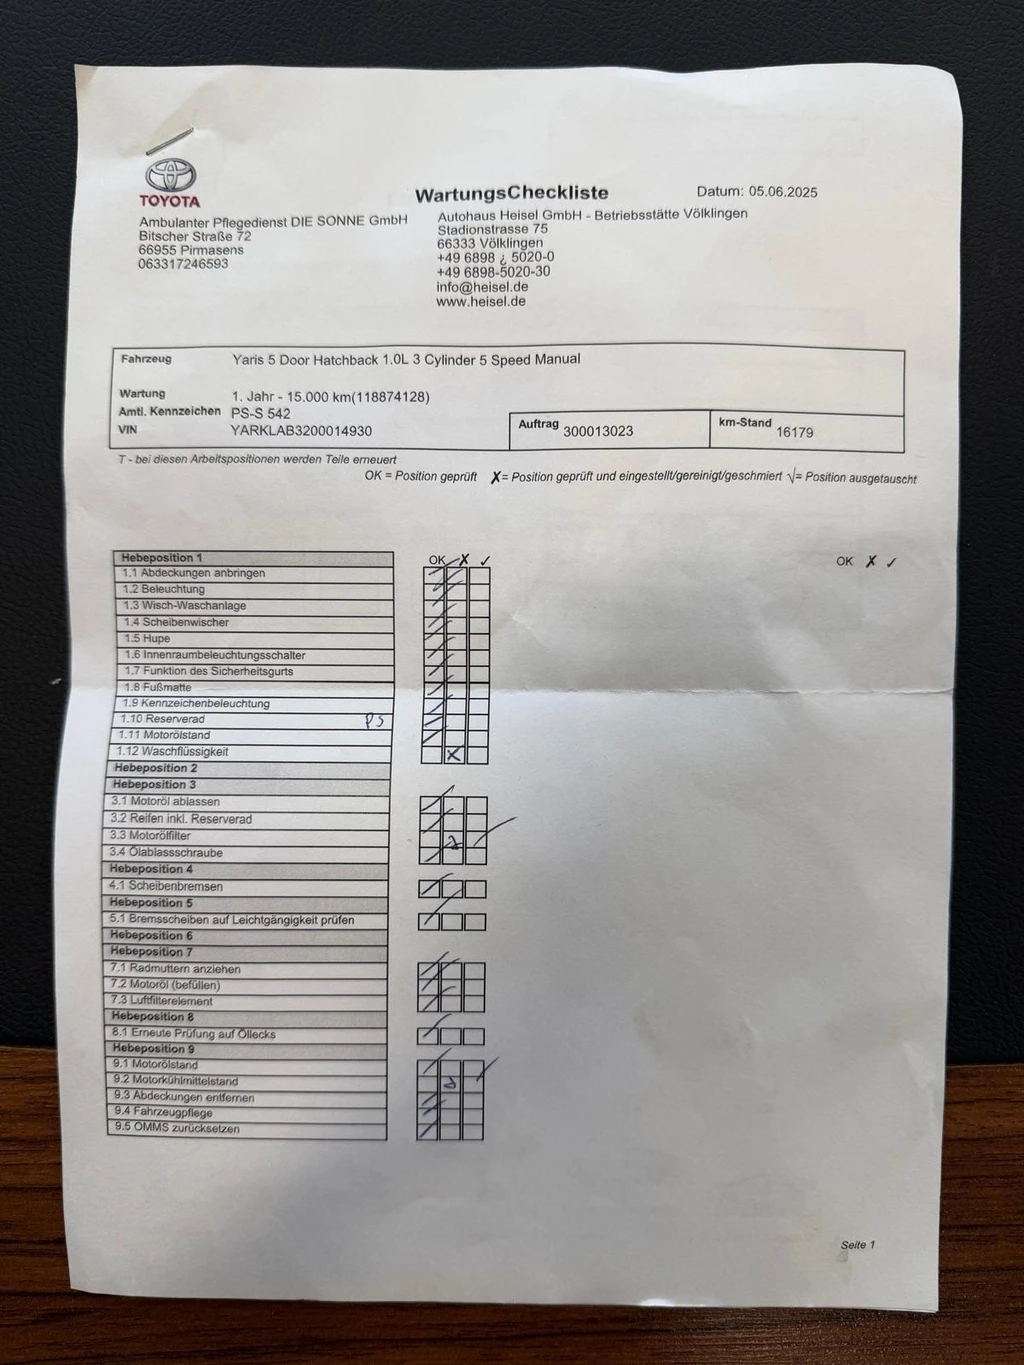 TOYOTA
WartungsCheckliste
Datum: 05.06.2025
Ambulanter Pflegedienst DIE SONNE GmbH
Bitscher Straße 72
66955 Pirmasens
063317246593
Autohaus Heisel GmbH - Betriebsstätte Völklingen
Stadionstrasse 75
66333 Völklingen
+49 6898 ¿ 5020-0
+49 6898-5020-30
info@heisel.de
www.heisel.de
Fahrzeug Yaris 5 Door Hatchback 1.0L 3 Cylinder 5 Speed Manual
Wartung 1. Jahr - 15.000 km(118874128)
Amtl. Kennzeichen PS-S 542
VIN YARKLAB3200014930
Auftrag 300013023
km-Stand 16179
T - bei diesen Arbeitspositionen werden Teile erneuert
OK = Position geprüft ✗= Position geprüft und eingestellt/gereinigt/geschmiert √= Position ausgetauscht
Hebeposition 1 OK ✗ ✓
OK ✗ ✓
1.1 Abdeckungen anbringen
1.2 Beleuchtung
1.3 Wisch-Waschanlage
1.4 Scheibenwischer
1.5 Hupe
1.6 Innenraumbeleuchtungsschalter
1.7 Funktion des Sicherheitsgurts
1.8 Fußmatte
1.9 Kennzeichenbeleuchtung
1.10 Reserverad PS
1.11 Motorölstand
1.12 Waschflüssigkeit X
Hebeposition 2
Hebeposition 3
3.1 Motoröl ablassen
3.2 Reifen inkl. Reserverad
3.3 Motorölfilter
3.4 Ölablassschraube
Hebeposition 4
4.1 Scheibenbremsen
Hebeposition 5
5.1 Bremsscheiben auf Leichtgängigkeit prüfen
Hebeposition 6
Hebeposition 7
7.1 Radmuttern anziehen
7.2 Motoröl (befüllen)
7.3 Luftfilterelement
Hebeposition 8
8.1 Erneute Prüfung auf Öllecks
Hebeposition 9
9.1 Motorölstand
9.2 Motorkühlmittelstand
9.3 Abdeckungen entfernen
9.4 Fahrzeugpflege
9.5 OMMS zurücksetzen
Seite 1